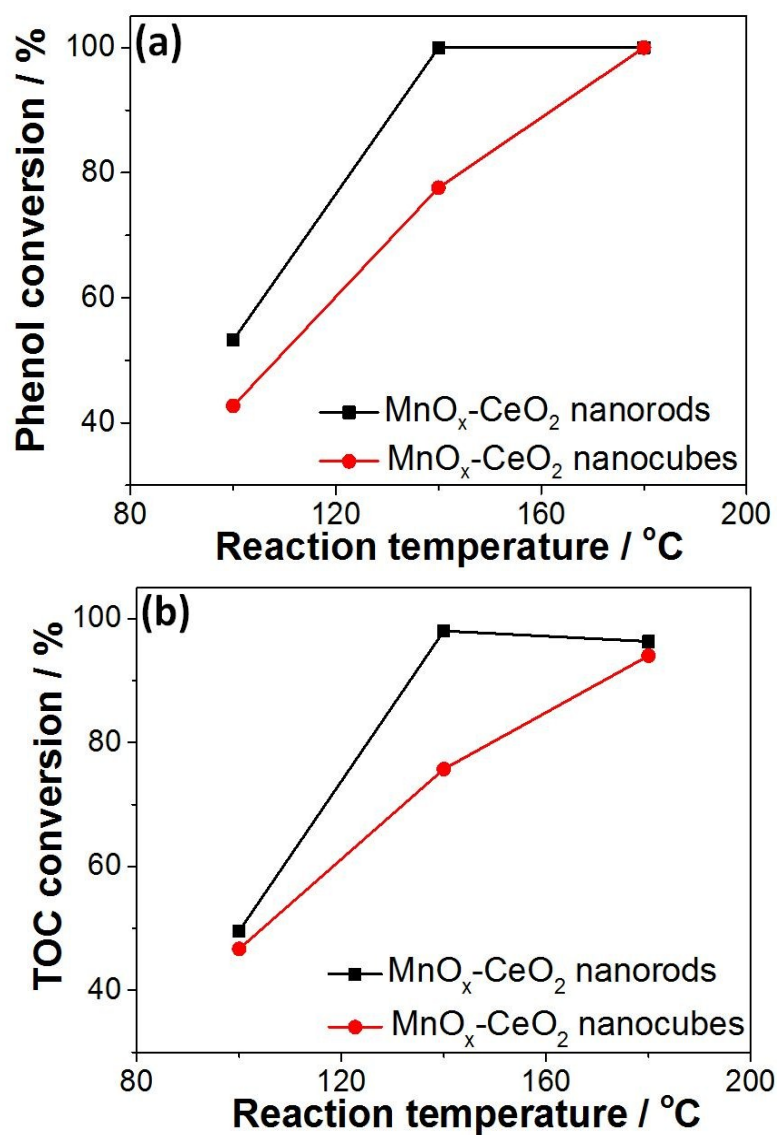 (a)
Phenol conversion / %
100
80
60
40
MnOx-CeO2 nanorods
MnOx-CeO2 nanocubes
80 120 160 200
Reaction temperature / °C
(b)
TOC conversion / %
100
80
60
40
MnOx-CeO2 nanorods
MnOx-CeO2 nanocubes
80 120 160 200
Reaction temperature / °C